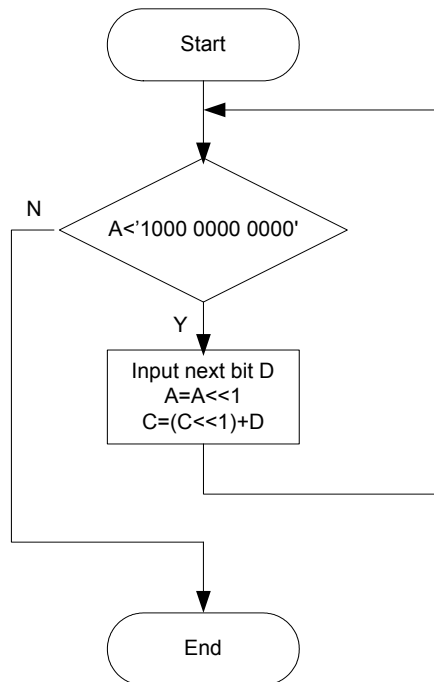 Start
N
A<'1000 0000 0000'
Y
Input next bit D
A=A<<1
C=(C<<1)+D
End